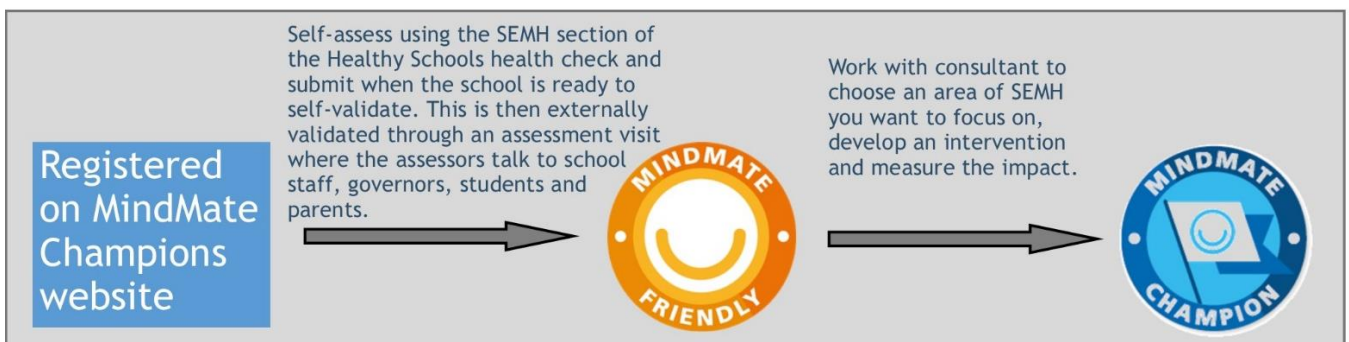 Registered
on MindMate
Champions
website
Self-assess using the SEMH section of
the Healthy Schools health check and
submit when the school is ready to
self-validate. This is then externally
validated through an assessment visit
where the assessors talk to school
staff, governors, students and
parents.
MINDMATE
FRIENDLY
Work with consultant to
choose an area of SEMH
you want to focus on,
develop an intervention
and measure the impact.
MINDMATE
CHAMPION